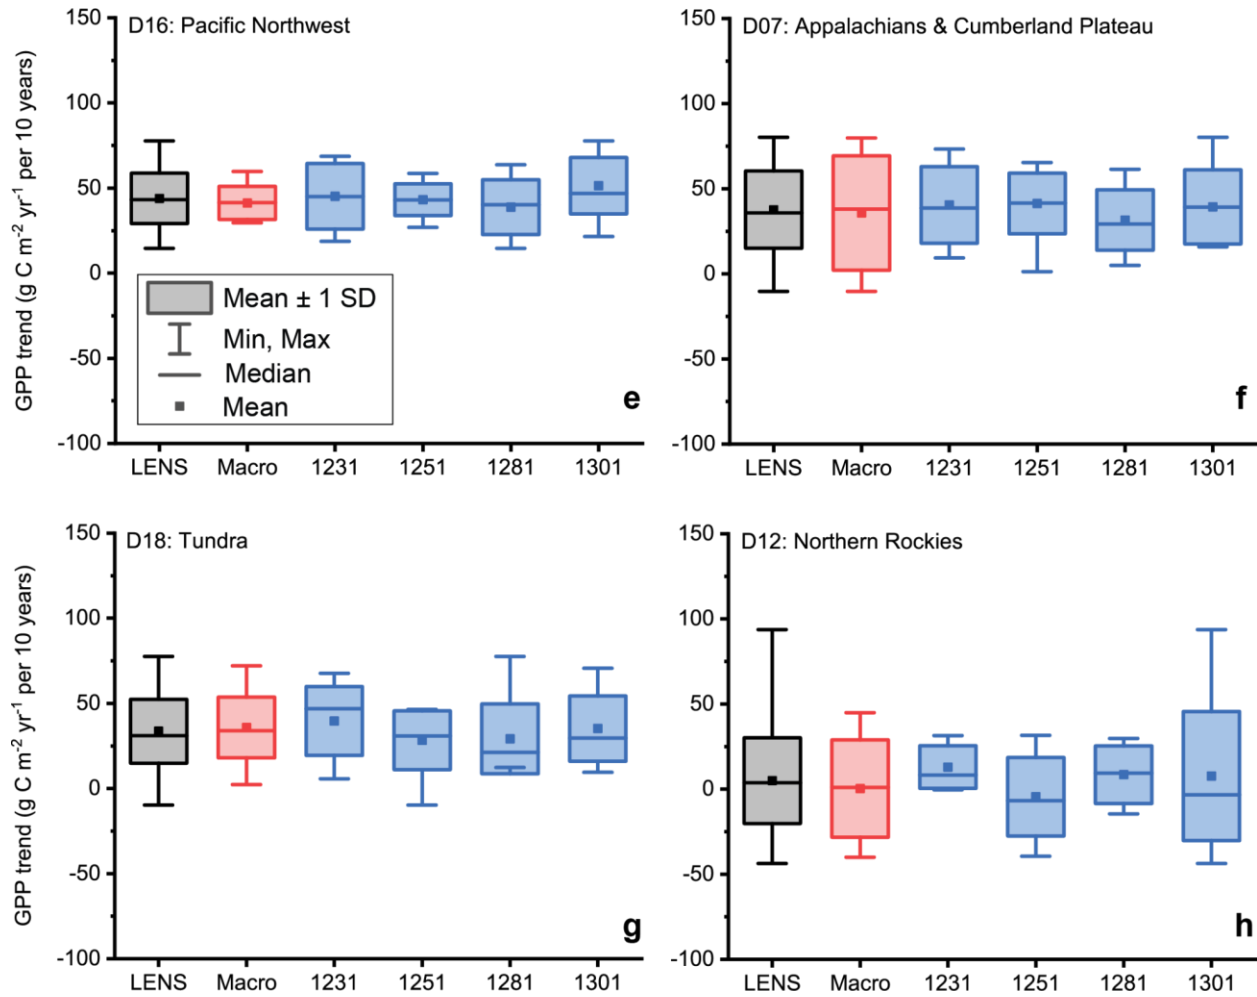 D16: Pacific Northwest
GPP trend (g C m⁻² yr⁻¹ per 10 years)
150
100
50
0
-50
-100
Mean ± 1 SD
Min, Max
Median
Mean
e
LENS Macro 1231 1251 1281 1301
D07: Appalachians & Cumberland Plateau
150
100
50
0
-50
-100
f
LENS Macro 1231 1251 1281 1301
D18: Tundra
GPP trend (g C m⁻² yr⁻¹ per 10 years)
150
100
50
0
-50
-100
g
LENS Macro 1231 1251 1281 1301
D12: Northern Rockies
150
100
50
0
-50
-100
h
LENS Macro 1231 1251 1281 1301